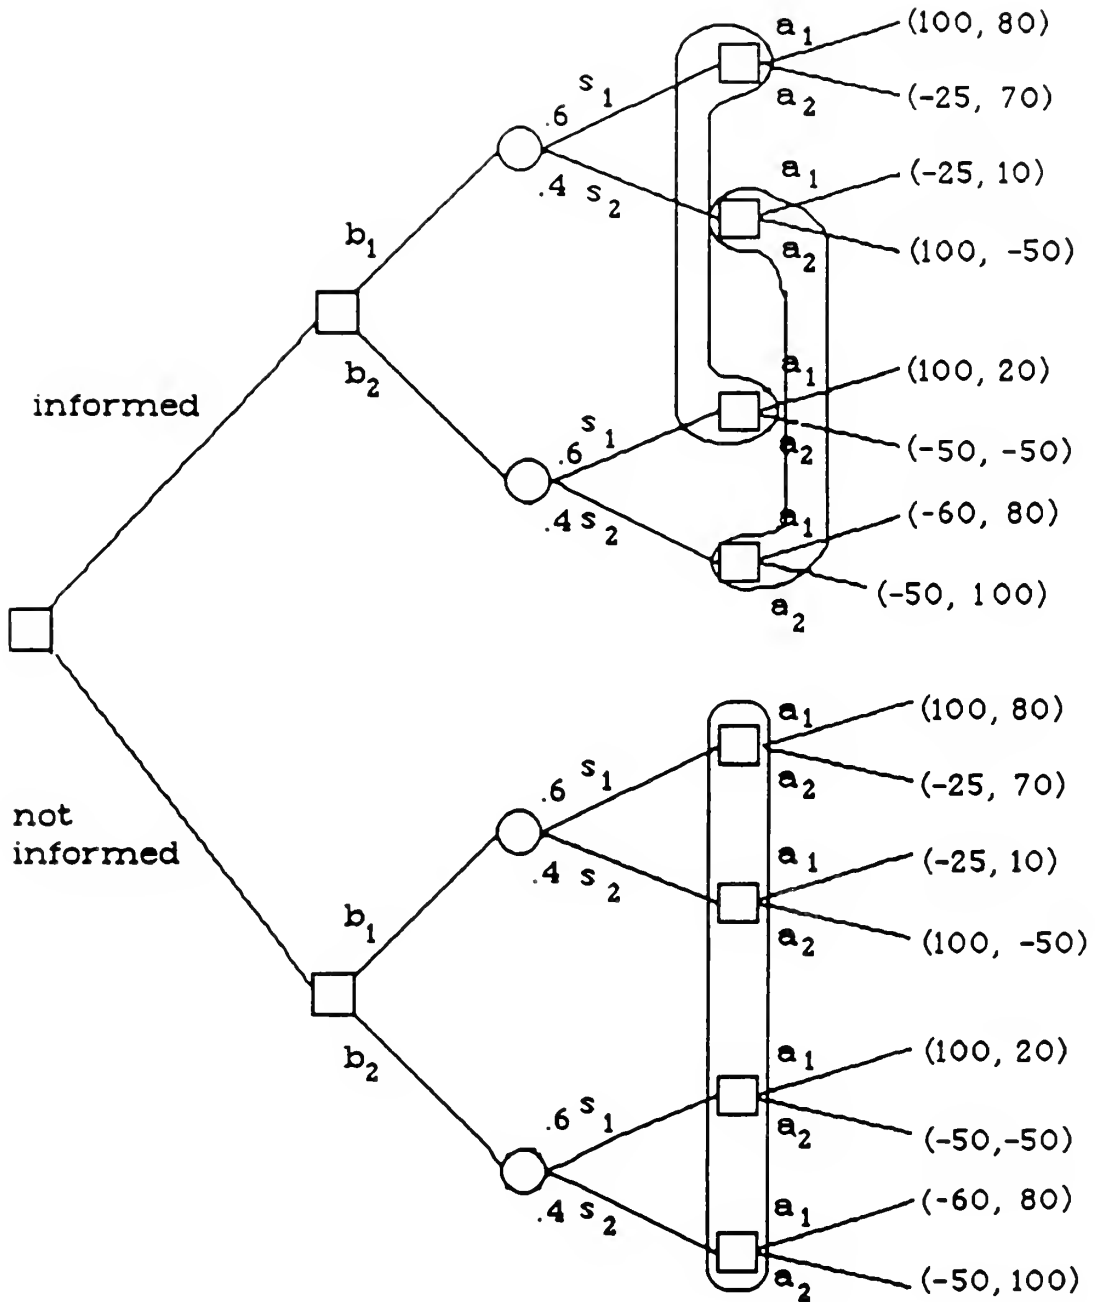 a1 (100, 80)
s1
.6
a2 (-25, 70)
a1 (-25, 10)
.4 s2
b1
a2 (100, -50)
b2
a1 (100, 20)
informed
s1
.6
a2 (-50, -50)
.4 s2
a1 (-60, 80)
a2 (-50, 100)
a1 (100, 80)
.6 s1
a2 (-25, 70)
not
informed
a1 (-25, 10)
.4 s2
b1
a2 (100, -50)
b2
a1 (100, 20)
.6 s1
a2 (-50,-50)
a1 (-60, 80)
.4 s2
a2 (-50,100)